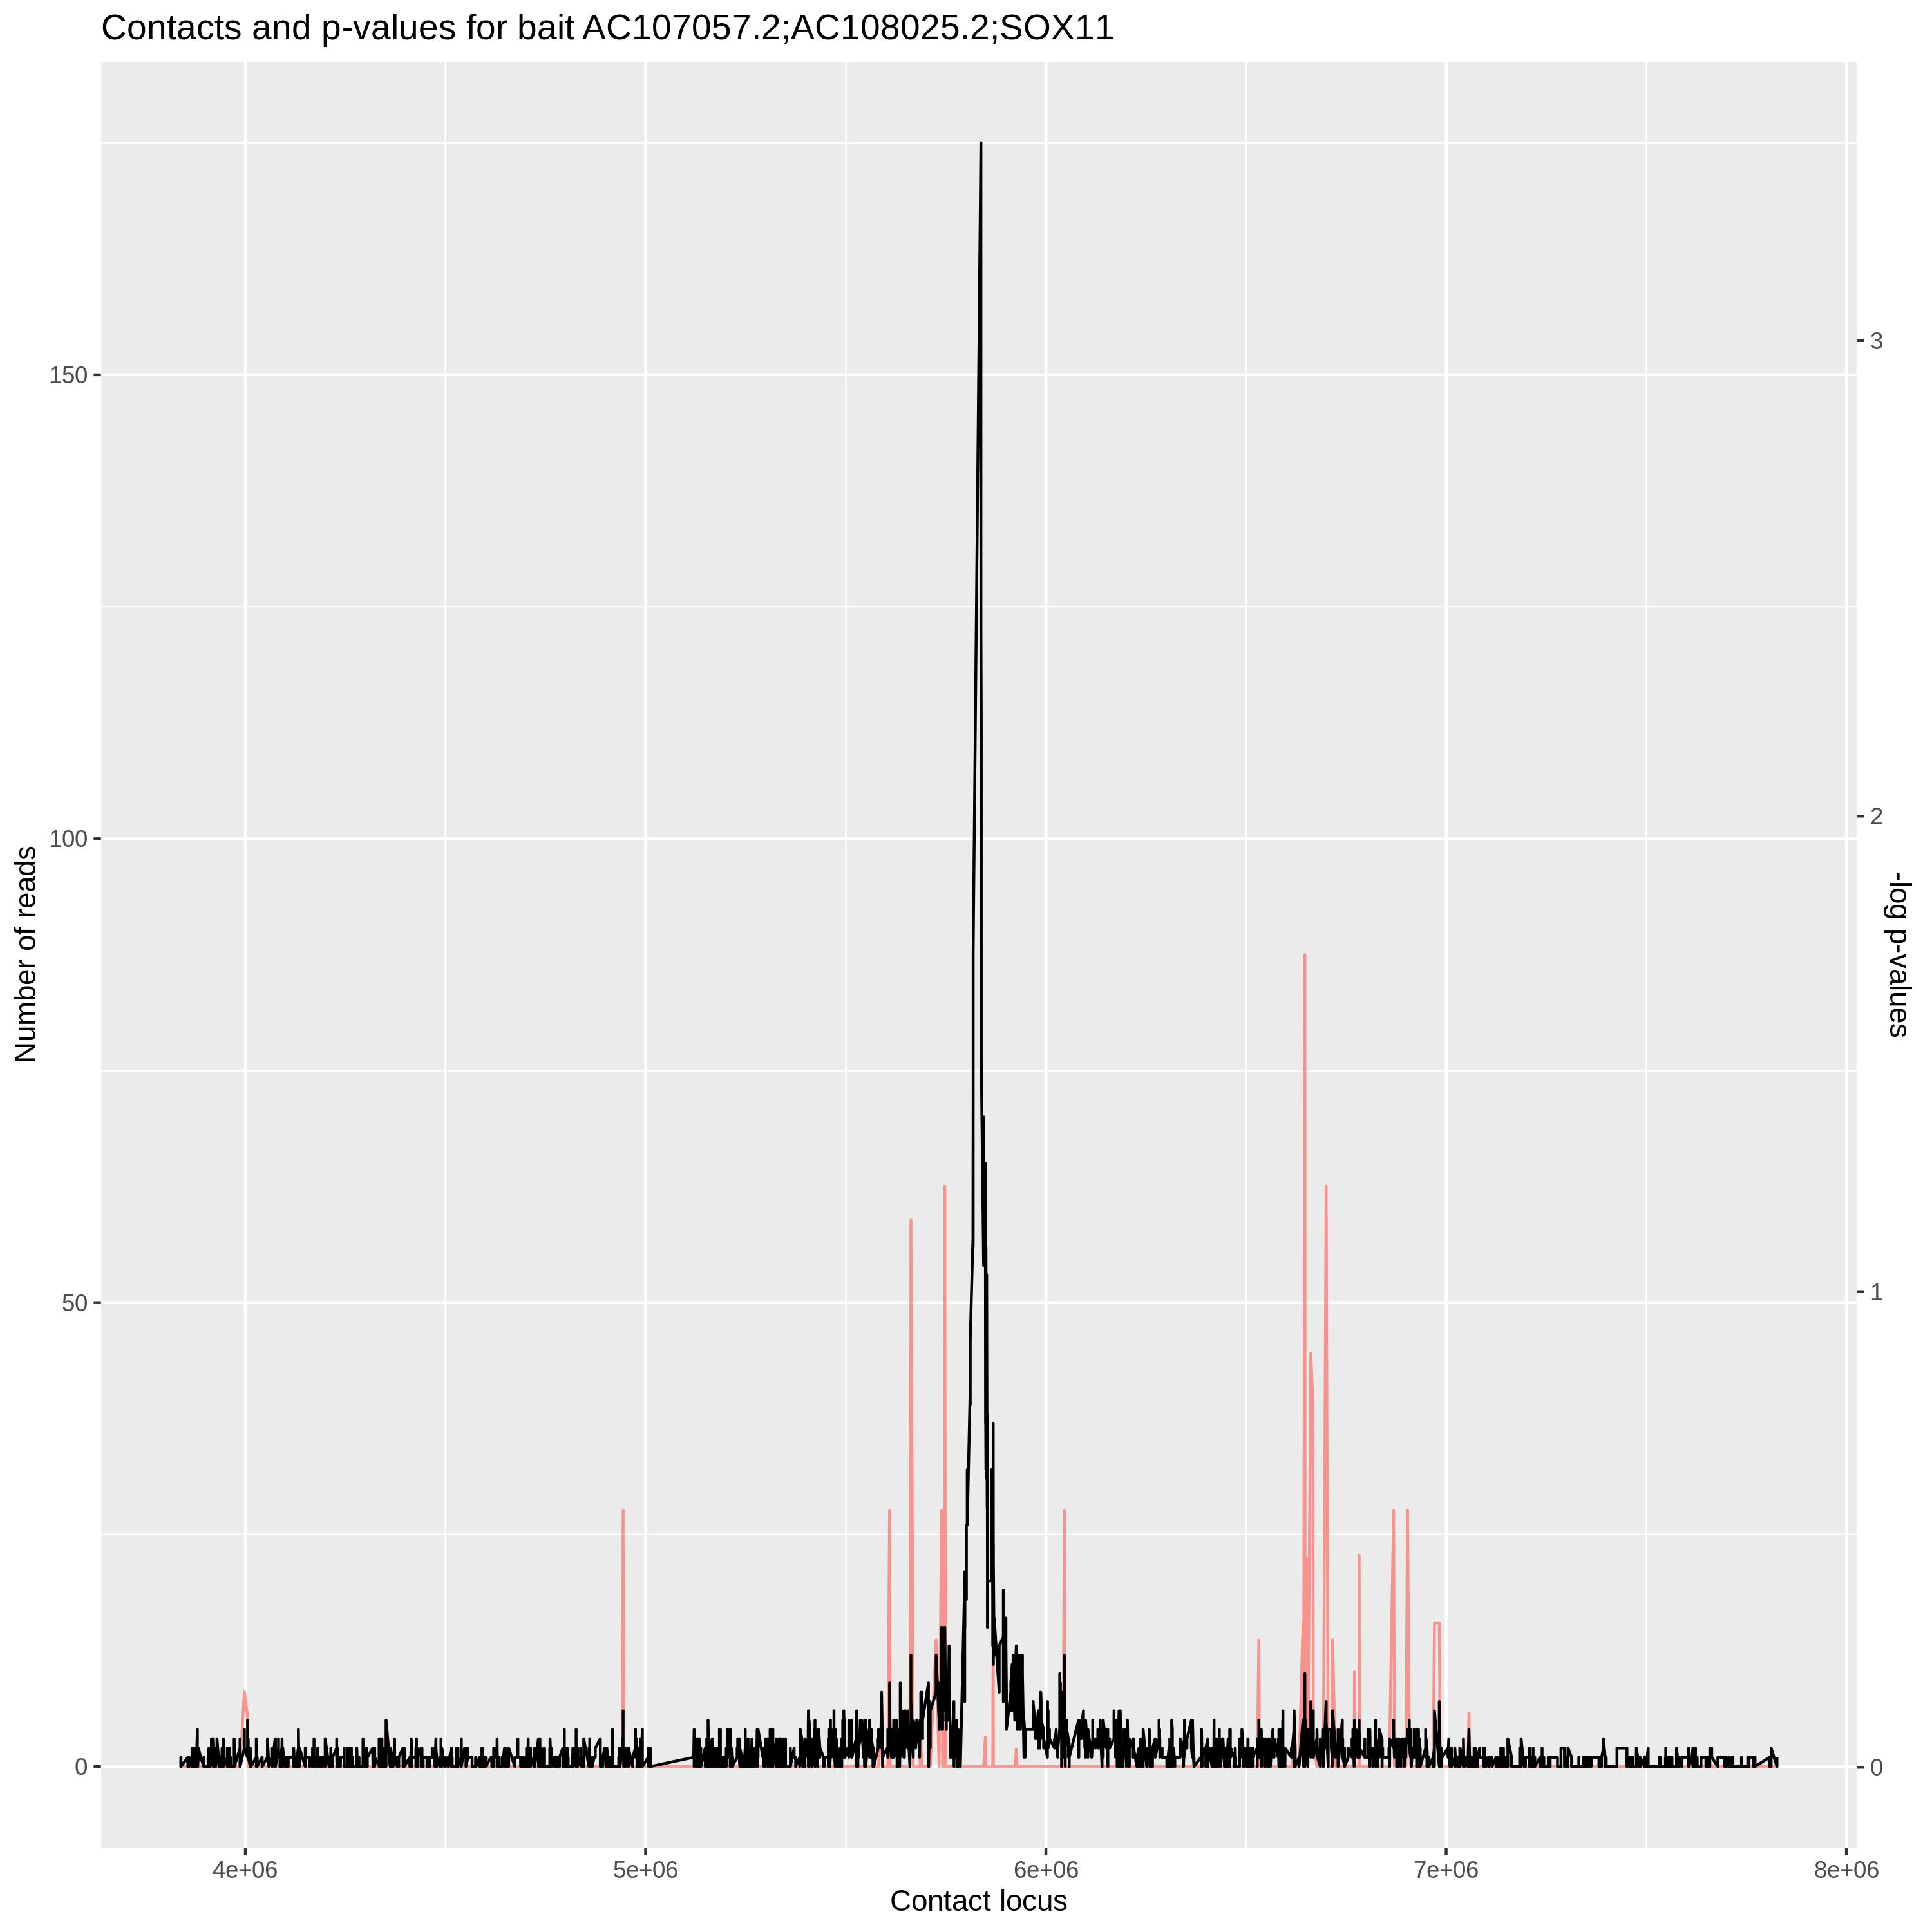 Contacts and p-values for bait AC107057.2;AC108025.2;SOX11
150
100
50
0
Number of reads
3
2
1
0
-log p-values
4e+06
5e+06
6e+06
7e+06
8e+06
Contact locus